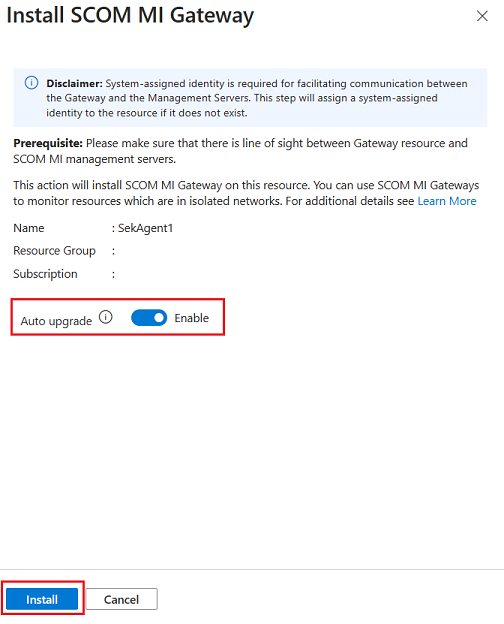 Install SCOM MI Gateway
Disclaimer: System-assigned identity is required for facilitating communication between
the Gateway and the Management Servers. This step will assign a system-assigned
identity to the resource if it does not exist.
Prerequisite: Please make sure that there is line of sight between Gateway resource and
SCOM MI management servers.
This action will install SCOM MI Gateway on this resource. You can use SCOM MI Gateways
to monitor resources which are in isolated networks. For additional details see Learn More
Name : SekAgent1
Resource Group :
Subscription :
Auto upgrade Enable
Install Cancel